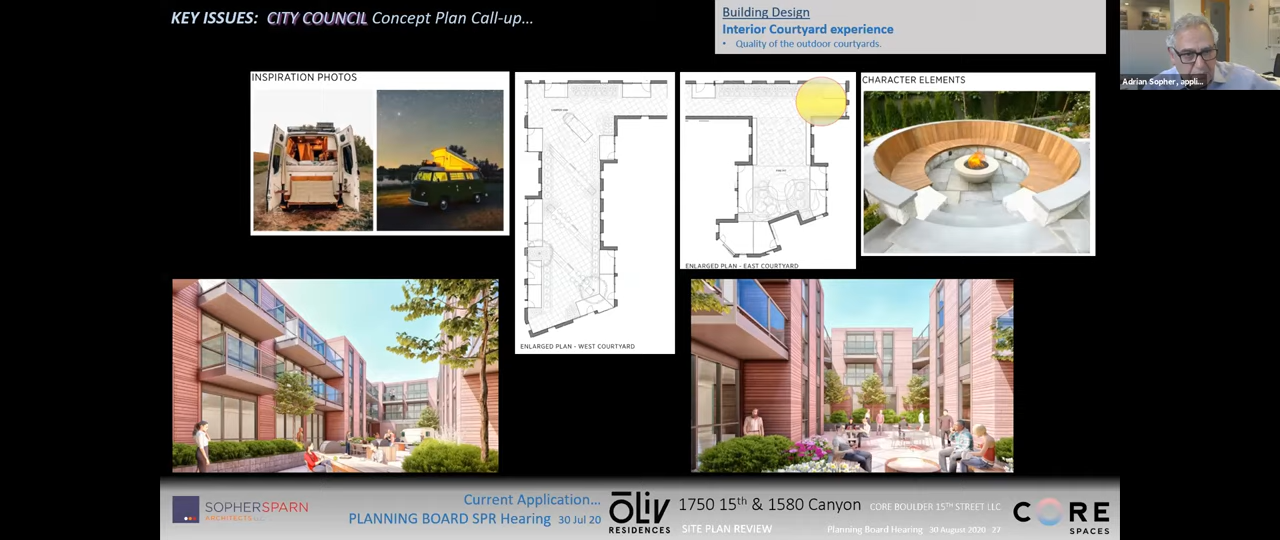 KEY ISSUES: CITY COUNCIL Concept Plan Call-up…
Building Design
Interior Courtyard experience
• Quality of the outdoor courtyards.
Adrian Sopher, appli...
INSPIRATION PHOTOS
CHARACTER ELEMENTS
ENLARGED PLAN - EAST COURTYARD
ENLARGED PLAN - WEST COURTYARD
SOPHERSPARN
ARCHITECTS LLC
Current Application…
PLANNING BOARD SPR Hearing 30 Jul 20
ōLiv
RESIDENCES
1750 15th & 1580 Canyon CORE BOULDER 15TH STREET LLC
SITE PLAN REVIEW Planning Board Hearing 30 August 2020 27
CORE
SPACES